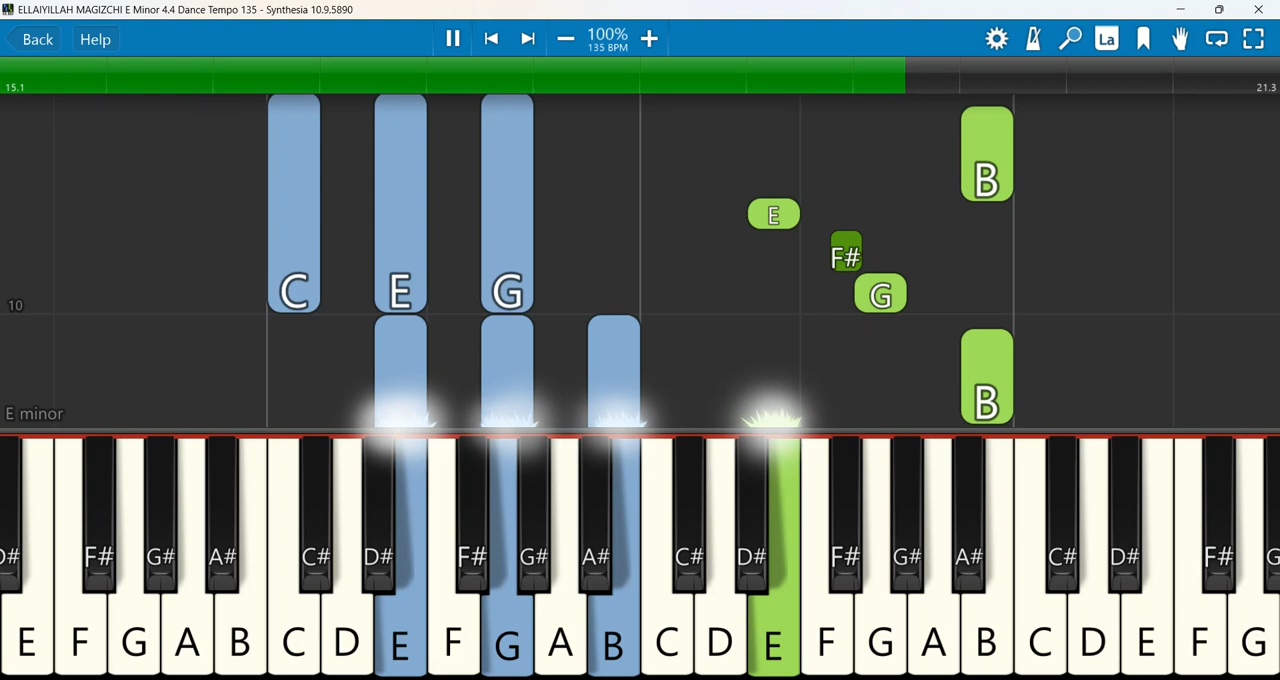 ELLAIYILLAH MAGIZCHI E Minor 4.4 Dance Tempo 135 - Synthesia 10.9.5890
Back Help 100% La
135 BPM
15.1 21.3
B
E
F#
C E G G
10
B
E minor
D# F# G# A# C# D# F# G# A# C# D# F# G# A# C# D# F# G
E F G A B C D E F G A B C D E F G A B C D E F G